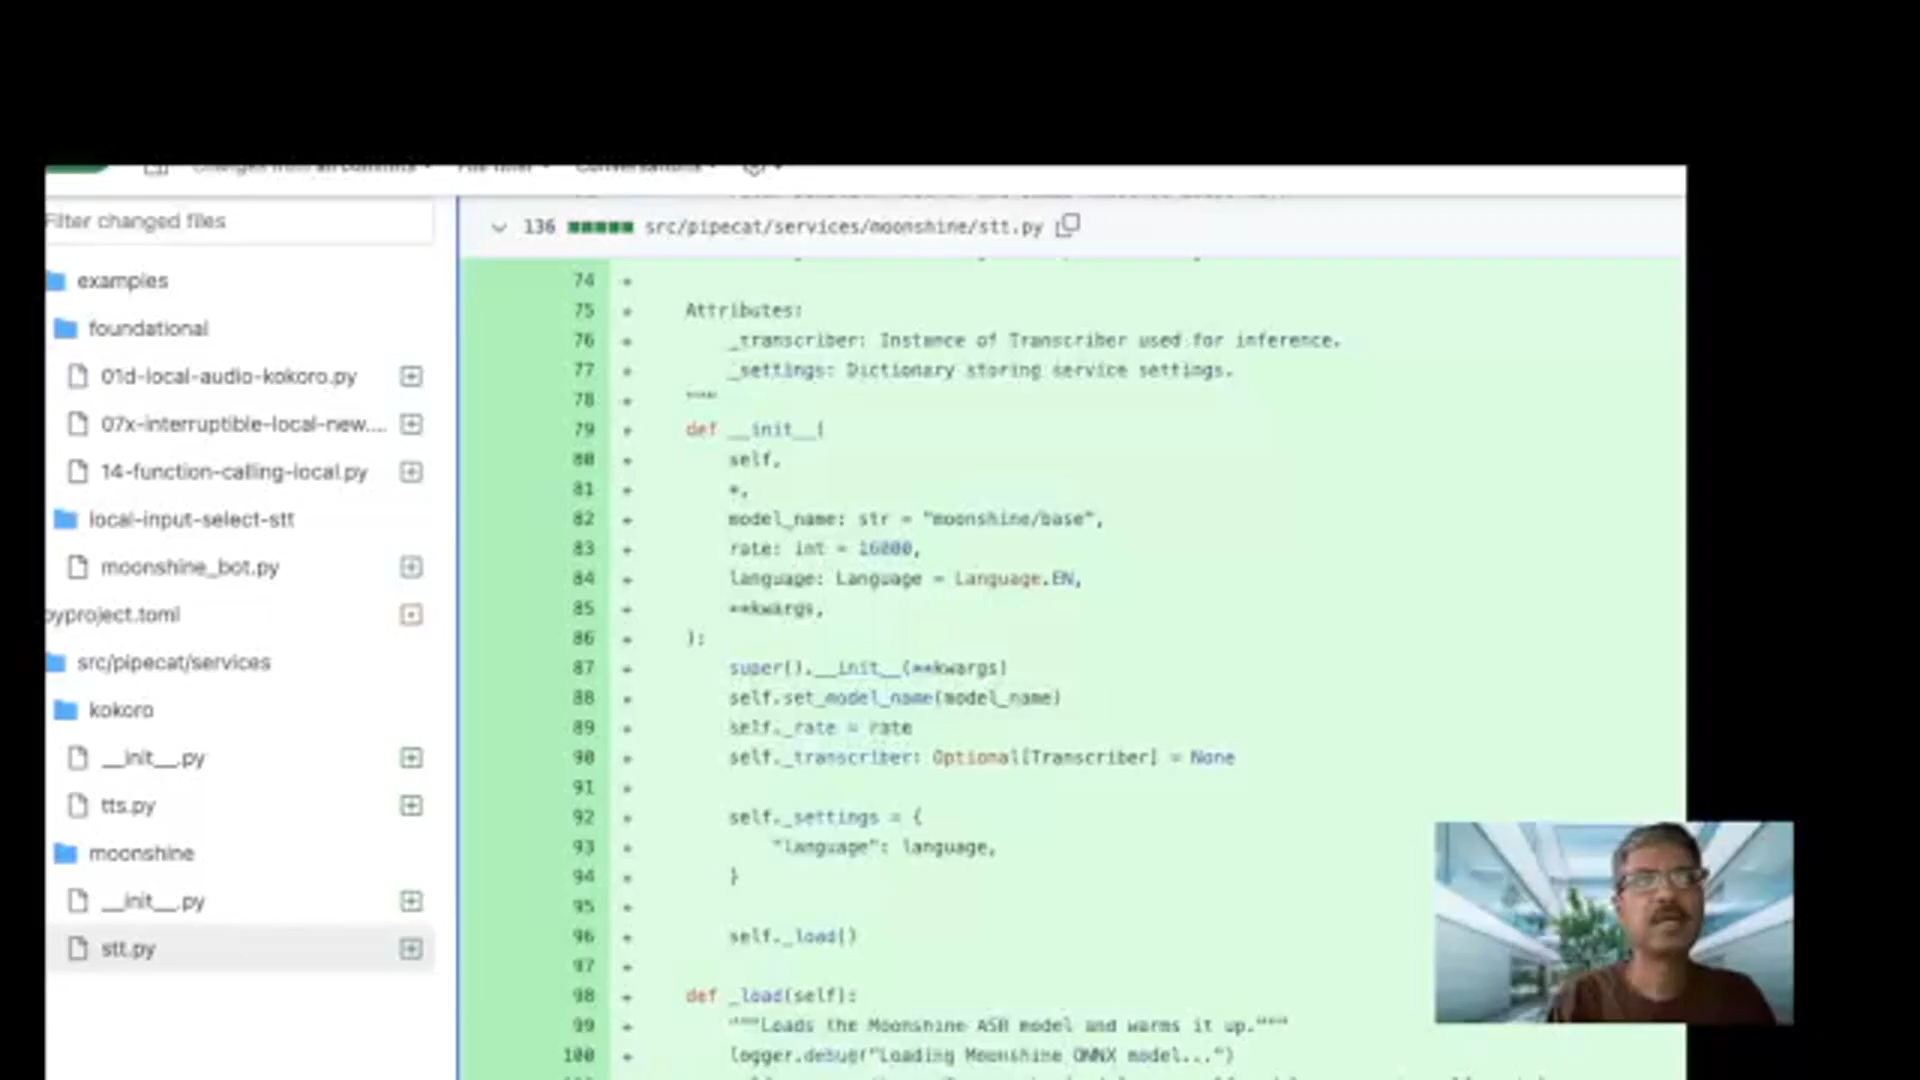 Changes from all commits
File filter
Conversations
Filter changed files
examples
foundational
01d-local-audio-kokoro.py
07x-interruptible-local-new....
14-function-calling-local.py
local-input-select-stt
moonshine_bot.py
pyproject.toml
src/pipecat/services
kokoro
__init__.py
tts.py
moonshine
__init__.py
stt.py
136 src/pipecat/services/moonshine/stt.py
74 +
75 + Attributes:
76 + _transcriber: Instance of Transcriber used for inference.
77 + _settings: Dictionary storing service settings.
78 + """
79 + def __init__(
80 + self,
81 + *,
82 + model_name: str = "moonshine/base",
83 + rate: int = 16000,
84 + language: Language = Language.EN,
85 + **kwargs,
86 + ):
87 + super().__init__(**kwargs)
88 + self.set_model_name(model_name)
89 + self._rate = rate
90 + self._transcriber: Optional[Transcriber] = None
91 +
92 + self._settings = {
93 + "language": language,
94 + }
95 +
96 + self._load()
97 +
98 + def _load(self):
99 + """Loads the Moonshine ASR model and warms it up."""
100 + logger.debug("Loading Moonshine ONNX model...")